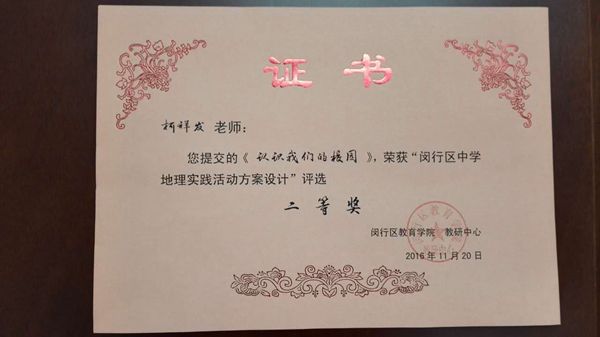 证书
柯祥发 老师：
您提交的《 认识我们的校园 》，荣获“闵行区中学
地理实践活动方案设计”评选
二等奖
闵行区教育学院 教研中心
2016 年 11 月 20 日